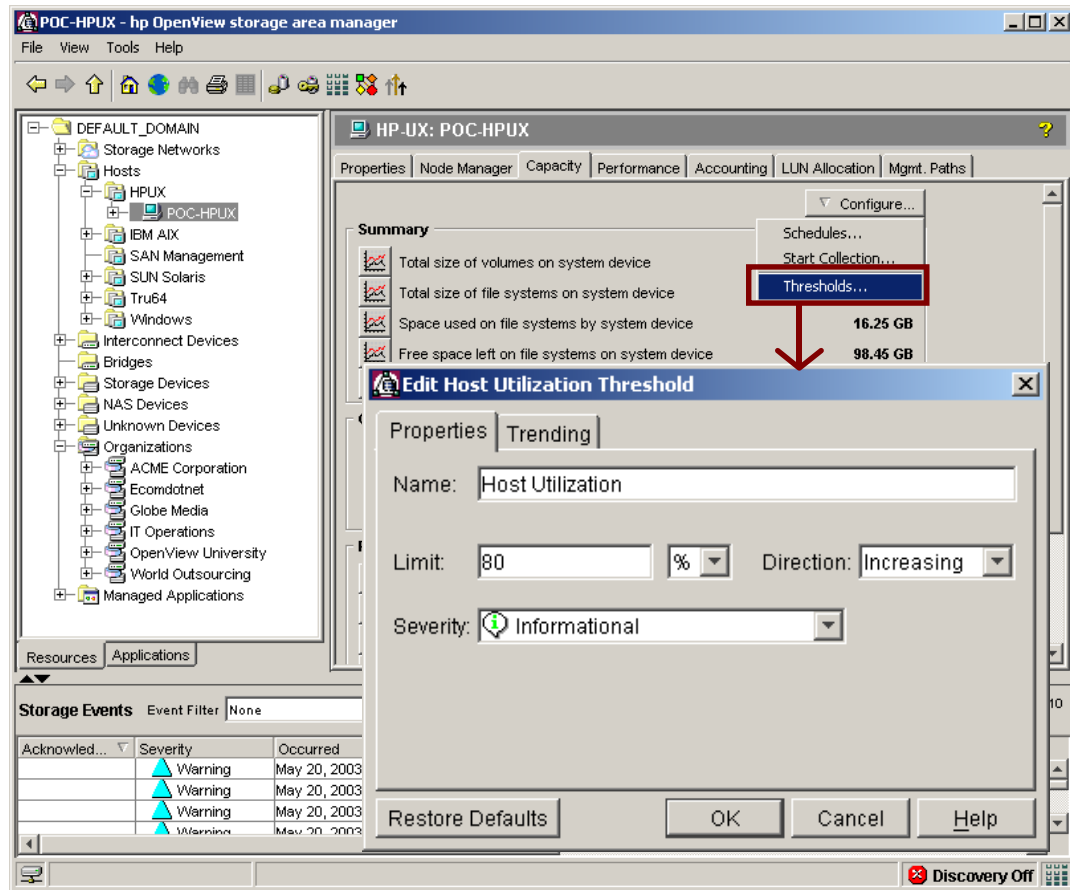 POC-HPUX - hp OpenView storage area manager
File View Tools Help
DEFAULT_DOMAIN
Storage Networks
Hosts
HPUX
POC-HPUX
IBM AIX
SAN Management
SUN Solaris
Tru64
Windows
Interconnect Devices
Bridges
Storage Devices
NAS Devices
Unknown Devices
Organizations
ACME Corporation
Ecomdotnet
Globe Media
IT Operations
OpenView University
World Outsourcing
Managed Applications
Resources Applications
HP-UX: POC-HPUX ?
Properties Node Manager Capacity Performance Accounting LUN Allocation Mgmt. Paths
Configure...
Schedules...
Start Collection...
Thresholds...
Summary
Total size of volumes on system device
Total size of file systems on system device
Space used on file systems by system device 16.25 GB
Free space left on file systems on system device 98.45 GB
Edit Host Utilization Threshold
Properties Trending
Name: Host Utilization
Limit: 80 % Direction: Increasing
Severity: Informational
Restore Defaults OK Cancel Help
Storage Events Event Filter None
Acknowled... Severity Occurred
Warning May 20, 2003
Warning May 20, 2003
Warning May 20, 2003
Warning May 20, 2003
Discovery Off